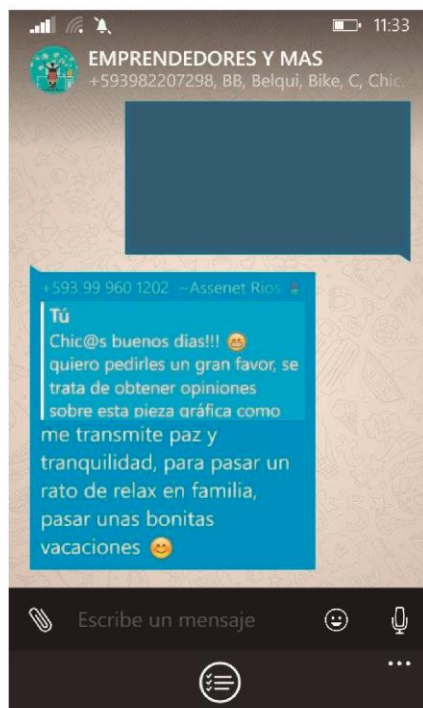 11:33
EMPRENDEDORES Y MAS
+593982207298, BB, Belqui, Bike, C, Chic.
+593 99 960 1202 ~Assenet Rios
Tú
Chic@s buenos dias!!! 😁
quiero pedirles un gran favor, se
trata de obtener opiniones
sobre esta pieza gráfica como
me transmite paz y
tranquilidad, para pasar un
rato de relax en familia,
pasar unas bonitas
vacaciones 😊
Escribe un mensaje